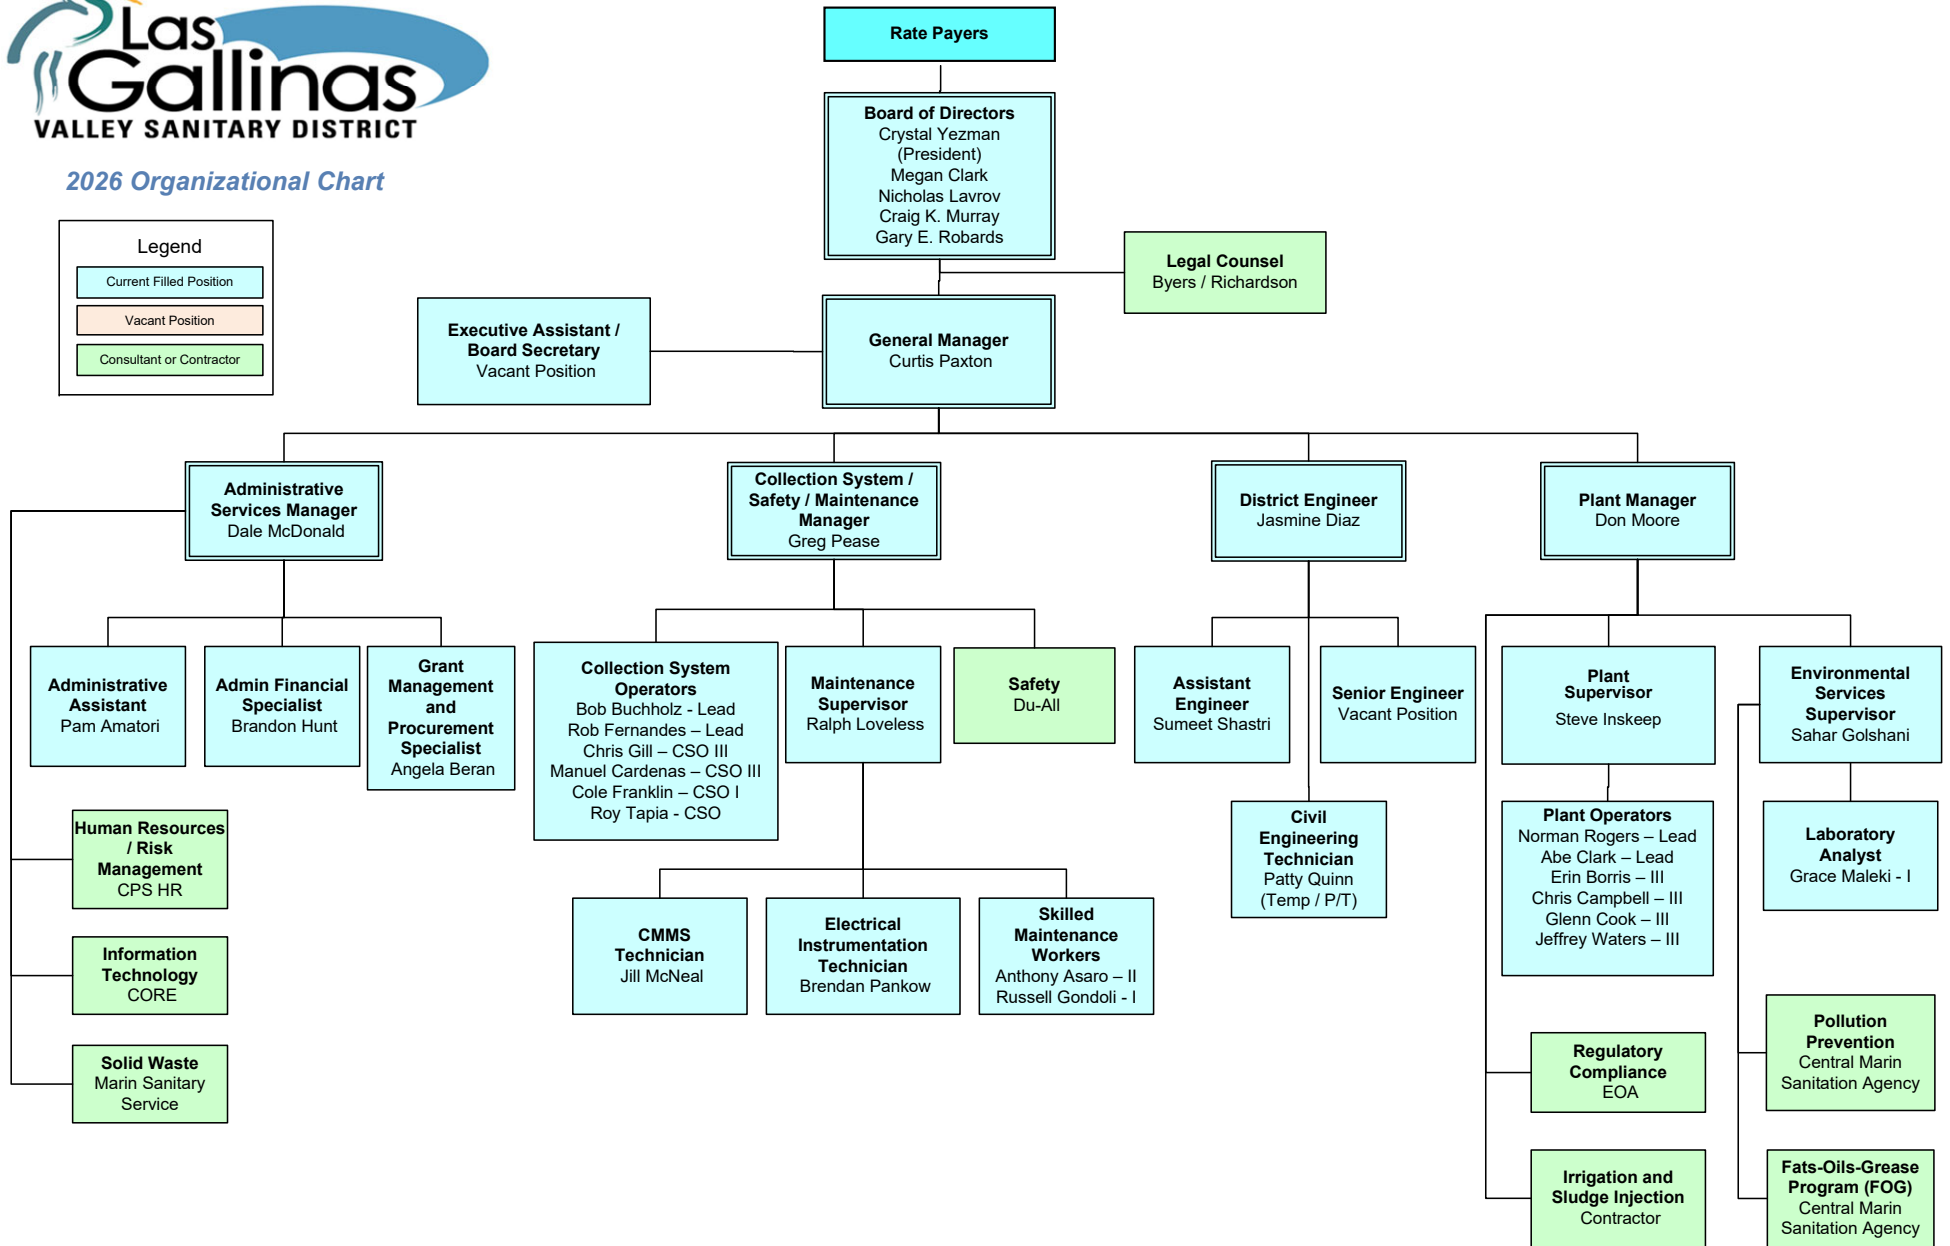 Las
Gallinas
VALLEY SANITARY DISTRICT
2026 Organizational Chart
Legend
Current Filled Position
Vacant Position
Consultant or Contractor
Rate Payers
Board of Directors
Crystal Yezman
(President)
Megan Clark
Nicholas Lavrov
Craig K. Murray
Gary E. Robards
Legal Counsel
Byers / Richardson
Executive Assistant /
Board Secretary
Vacant Position
General Manager
Curtis Paxton
Administrative
Services Manager
Dale McDonald
Collection System /
Safety / Maintenance
Manager
Greg Pease
District Engineer
Jasmine Diaz
Plant Manager
Don Moore
Administrative
Assistant
Pam Amatori
Admin Financial
Specialist
Brandon Hunt
Grant
Management
and
Procurement
Specialist
Angela Beran
Collection System
Operators
Bob Buchholz - Lead
Rob Fernandes – Lead
Chris Gill – CSO III
Manuel Cardenas – CSO III
Cole Franklin – CSO I
Roy Tapia - CSO
Maintenance
Supervisor
Ralph Loveless
Safety
Du-All
Assistant
Engineer
Sumeet Shastri
Senior Engineer
Vacant Position
Plant
Supervisor
Steve Inskeep
Environmental
Services
Supervisor
Sahar Golshani
Human Resources
/ Risk
Management
CPS HR
Information
Technology
CORE
Solid Waste
Marin Sanitary
Service
CMMS
Technician
Jill McNeal
Electrical
Instrumentation
Technician
Brendan Pankow
Skilled
Maintenance
Workers
Anthony Asaro – II
Russell Gondoli - I
Civil
Engineering
Technician
Patty Quinn
(Temp / P/T)
Plant Operators
Norman Rogers – Lead
Abe Clark – Lead
Erin Borris – III
Chris Campbell – III
Glenn Cook – III
Jeffrey Waters – III
Laboratory
Analyst
Grace Maleki - I
Regulatory
Compliance
EOA
Pollution
Prevention
Central Marin
Sanitation Agency
Irrigation and
Sludge Injection
Contractor
Fats-Oils-Grease
Program (FOG)
Central Marin
Sanitation Agency